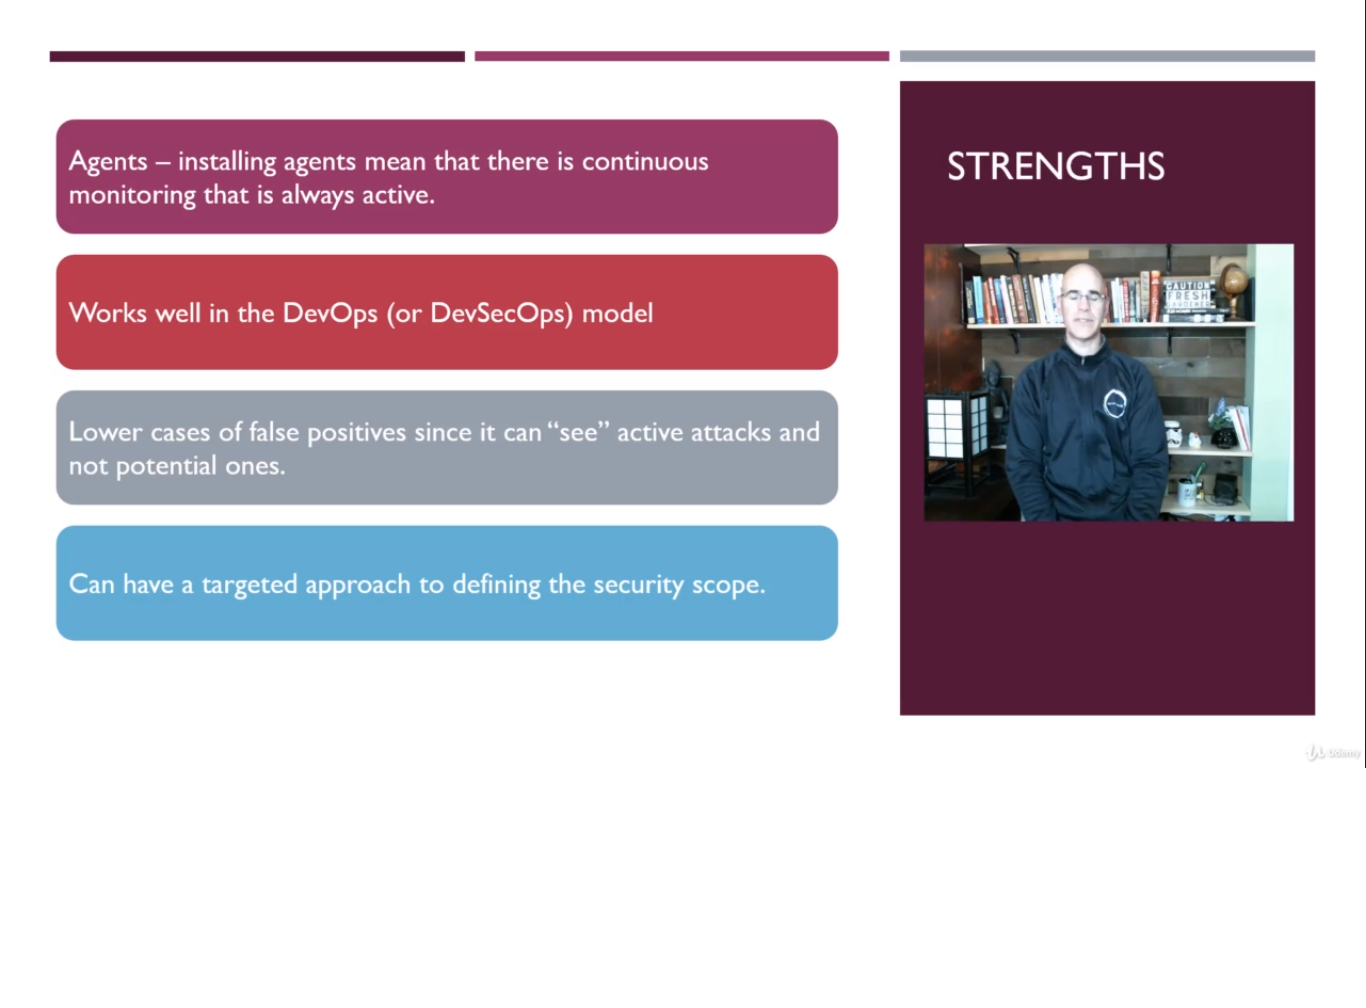 Agents – installing agents mean that there is continuous
monitoring that is always active.
Works well in the DevOps (or DevSecOps) model
Lower cases of false positives since it can “see” active attacks and
not potential ones.
Can have a targeted approach to defining the security scope.
STRENGTHS
CAUTION
FRESH
Udemy